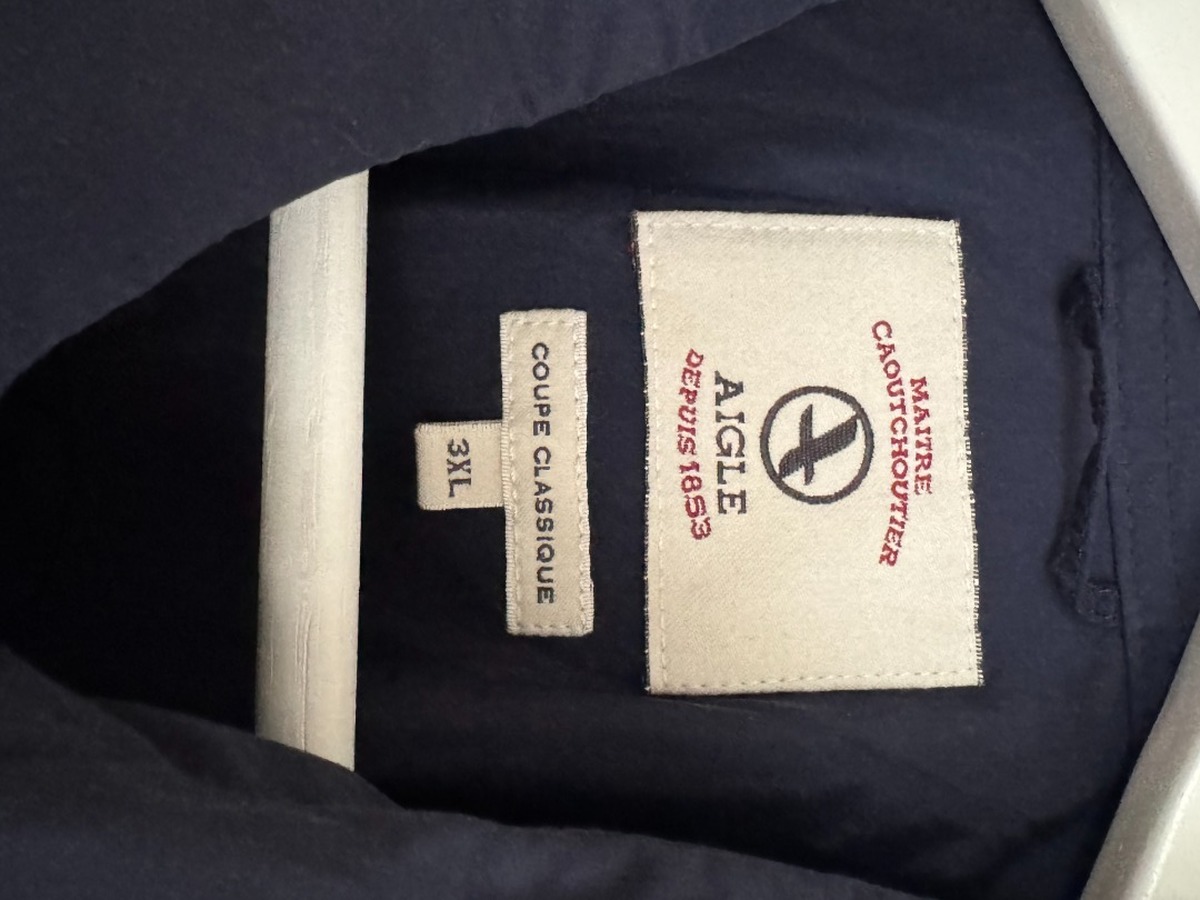 MAITRE
CAOUTCHOUTIER
AIGLE
DEPUIS 1853
COUPE CLASSIQUE
3XL